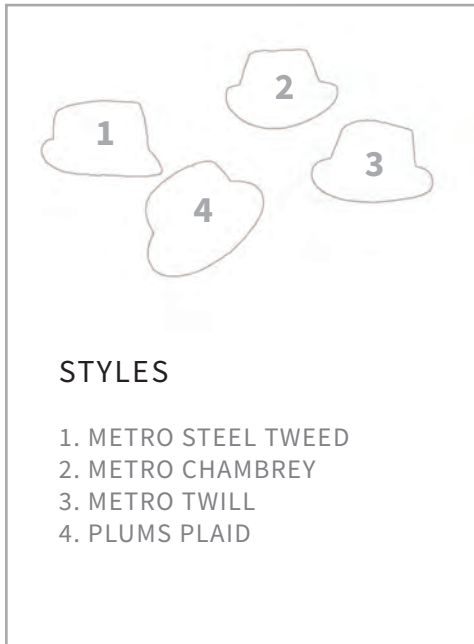 1
2
3
4
STYLES
1. METRO STEEL TWEED
2. METRO CHAMBREY
3. METRO TWILL
4. PLUMS PLAID